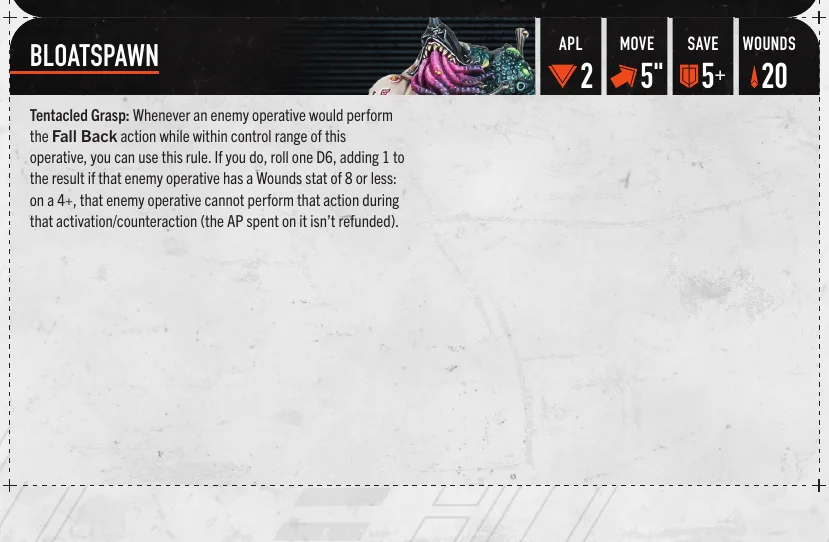 BLOATSPAWN
APL
2
MOVE
5"
SAVE
5+
WOUNDS
20
Tentacled Grasp: Whenever an enemy operative would perform
the Fall Back action while within control range of this
operative, you can use this rule. If you do, roll one D6, adding 1 to
the result if that enemy operative has a Wounds stat of 8 or less:
on a 4+, that enemy operative cannot perform that action during
that activation/counteraction (the AP spent on it isn't refunded).